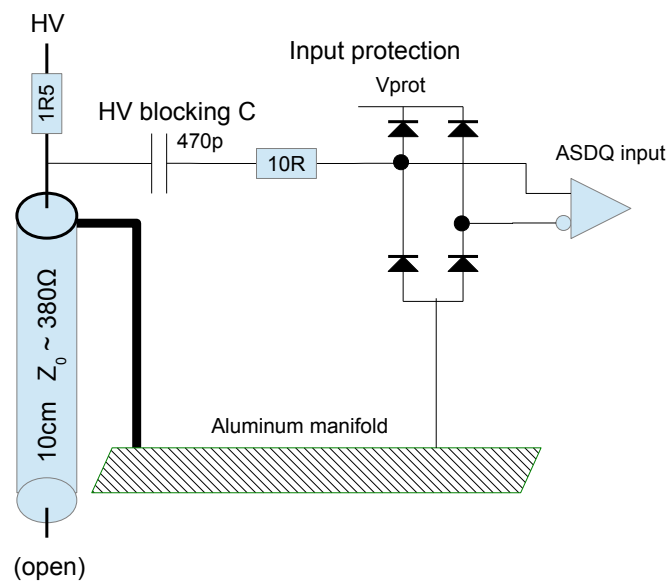 HV
1R5
Input protection
Vprot
HV blocking C
470p
10R
ASDQ input
10cm Z₀ ~ 380Ω
Aluminum manifold
(open)